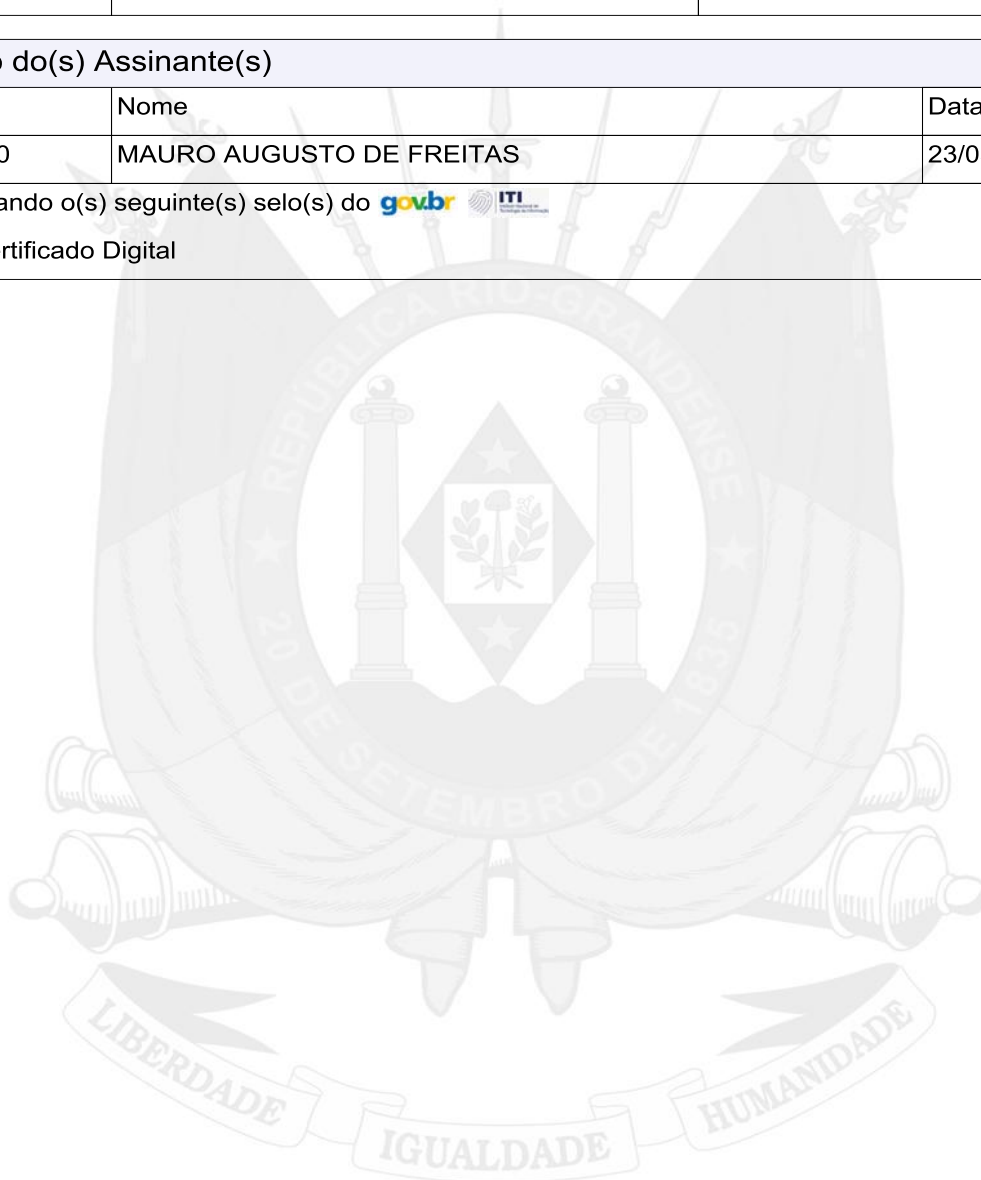 o do(s) Assinante(s)
Nome Data
0 MAURO AUGUSTO DE FREITAS 23/0
ando o(s) seguinte(s) selo(s) do gov.br ITI
rtificado Digital
REPÚBLICA RIO-GRANDENSE
20 DE SETEMBRO DE 1835
LIBERDADE IGUALDADE HUMANIDADE